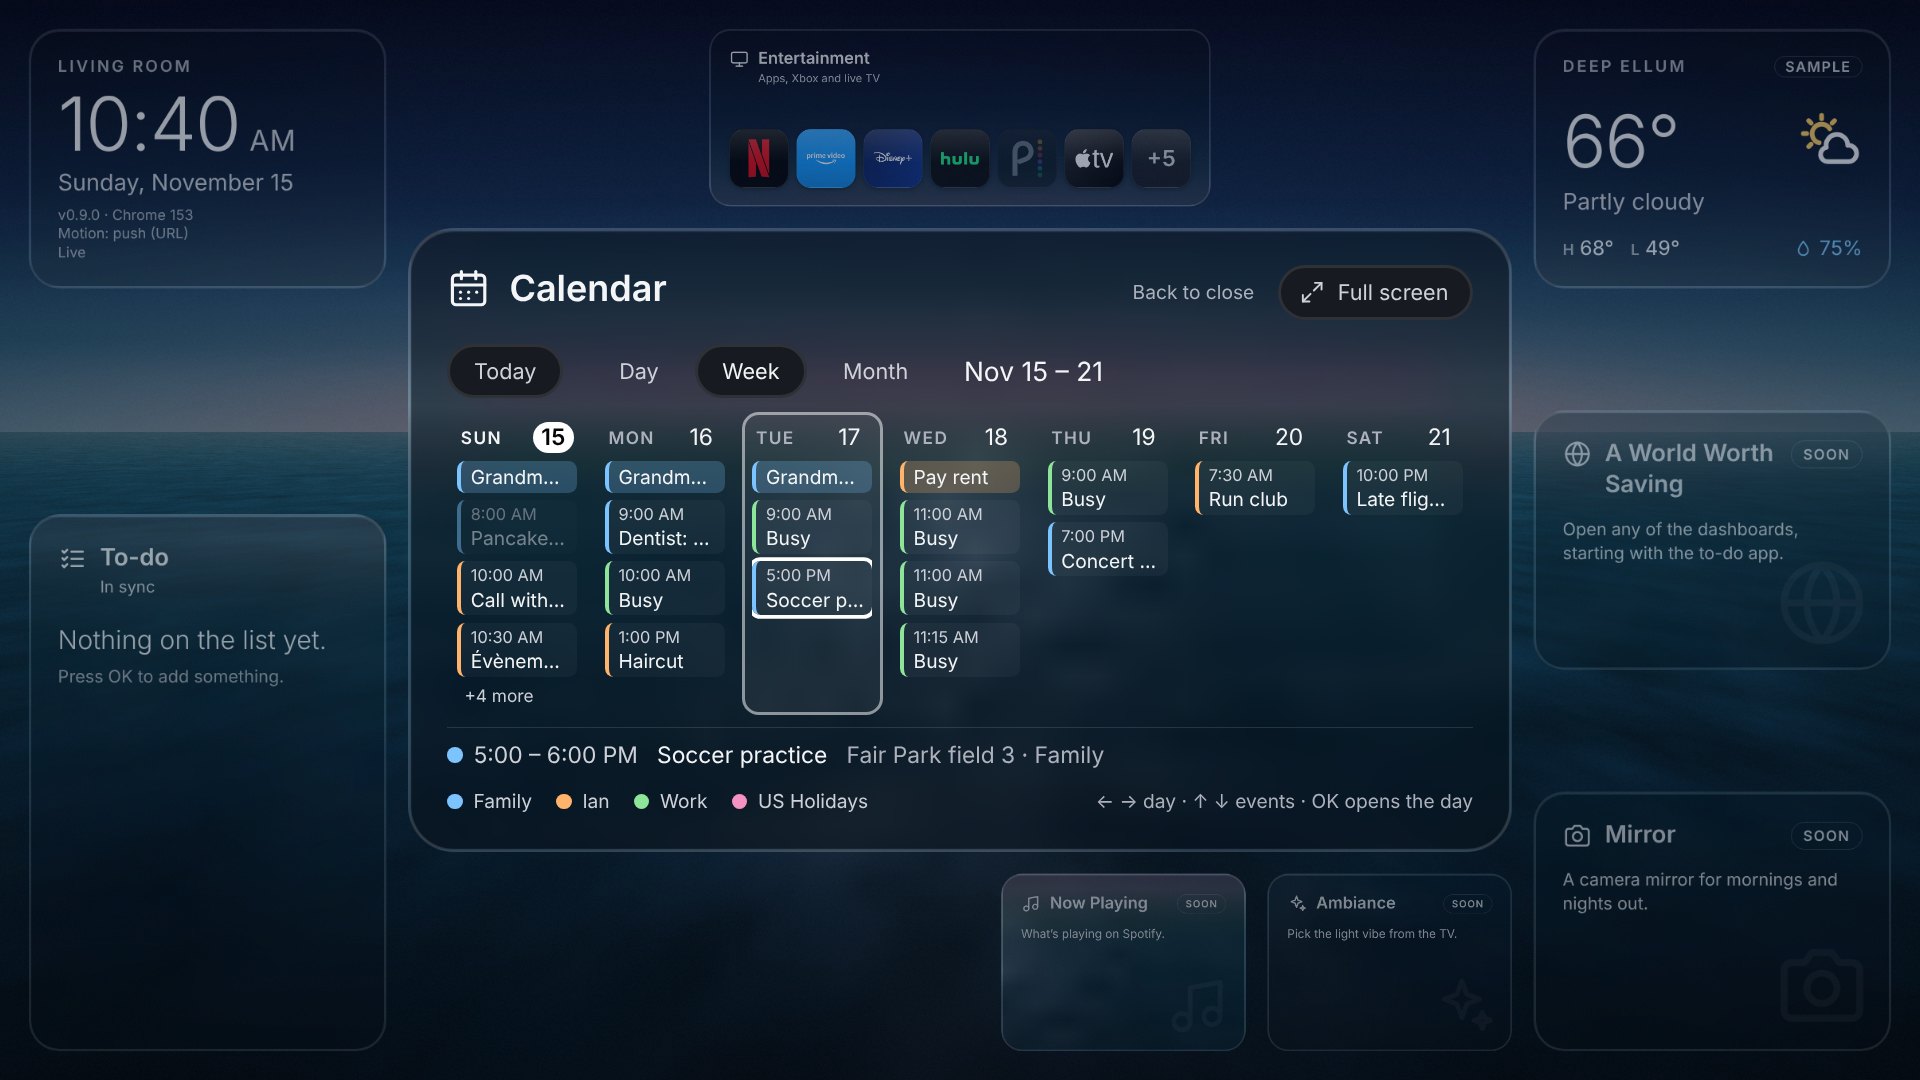 LIVING ROOM
10:40 AM
Sunday, November 15
v0.9.0 · Chrome 153
Motion: push (URL)
Live
Entertainment
Apps, Xbox and live TV
N
prime video
Disney+
hulu
p
tv
+5
DEEP ELLUM
SAMPLE
66°
Partly cloudy
H 68° L 49°
75%
Calendar
Back to close
Full screen
Today
Day
Week
Month
Nov 15 – 21
SUN 15
Grandm...
8:00 AM
Pancake...
10:00 AM
Call with...
10:30 AM
Évènem...
+4 more
MON 16
Grandm...
9:00 AM
Dentist: ...
10:00 AM
Busy
1:00 PM
Haircut
TUE 17
Grandm...
9:00 AM
Busy
5:00 PM
Soccer p...
WED 18
Pay rent
11:00 AM
Busy
11:00 AM
Busy
11:15 AM
Busy
THU 19
9:00 AM
Busy
7:00 PM
Concert ...
FRI 20
7:30 AM
Run club
SAT 21
10:00 PM
Late flig...
5:00 – 6:00 PM Soccer practice Fair Park field 3 · Family
Family
Ian
Work
US Holidays
← → day · ↑ ↓ events · OK opens the day
To-do
In sync
Nothing on the list yet.
Press OK to add something.
A World Worth
Saving
SOON
Open any of the dashboards,
starting with the to-do app.
Now Playing
SOON
What's playing on Spotify.
Ambiance
SOON
Pick the light vibe from the TV.
Mirror
SOON
A camera mirror for mornings and
nights out.